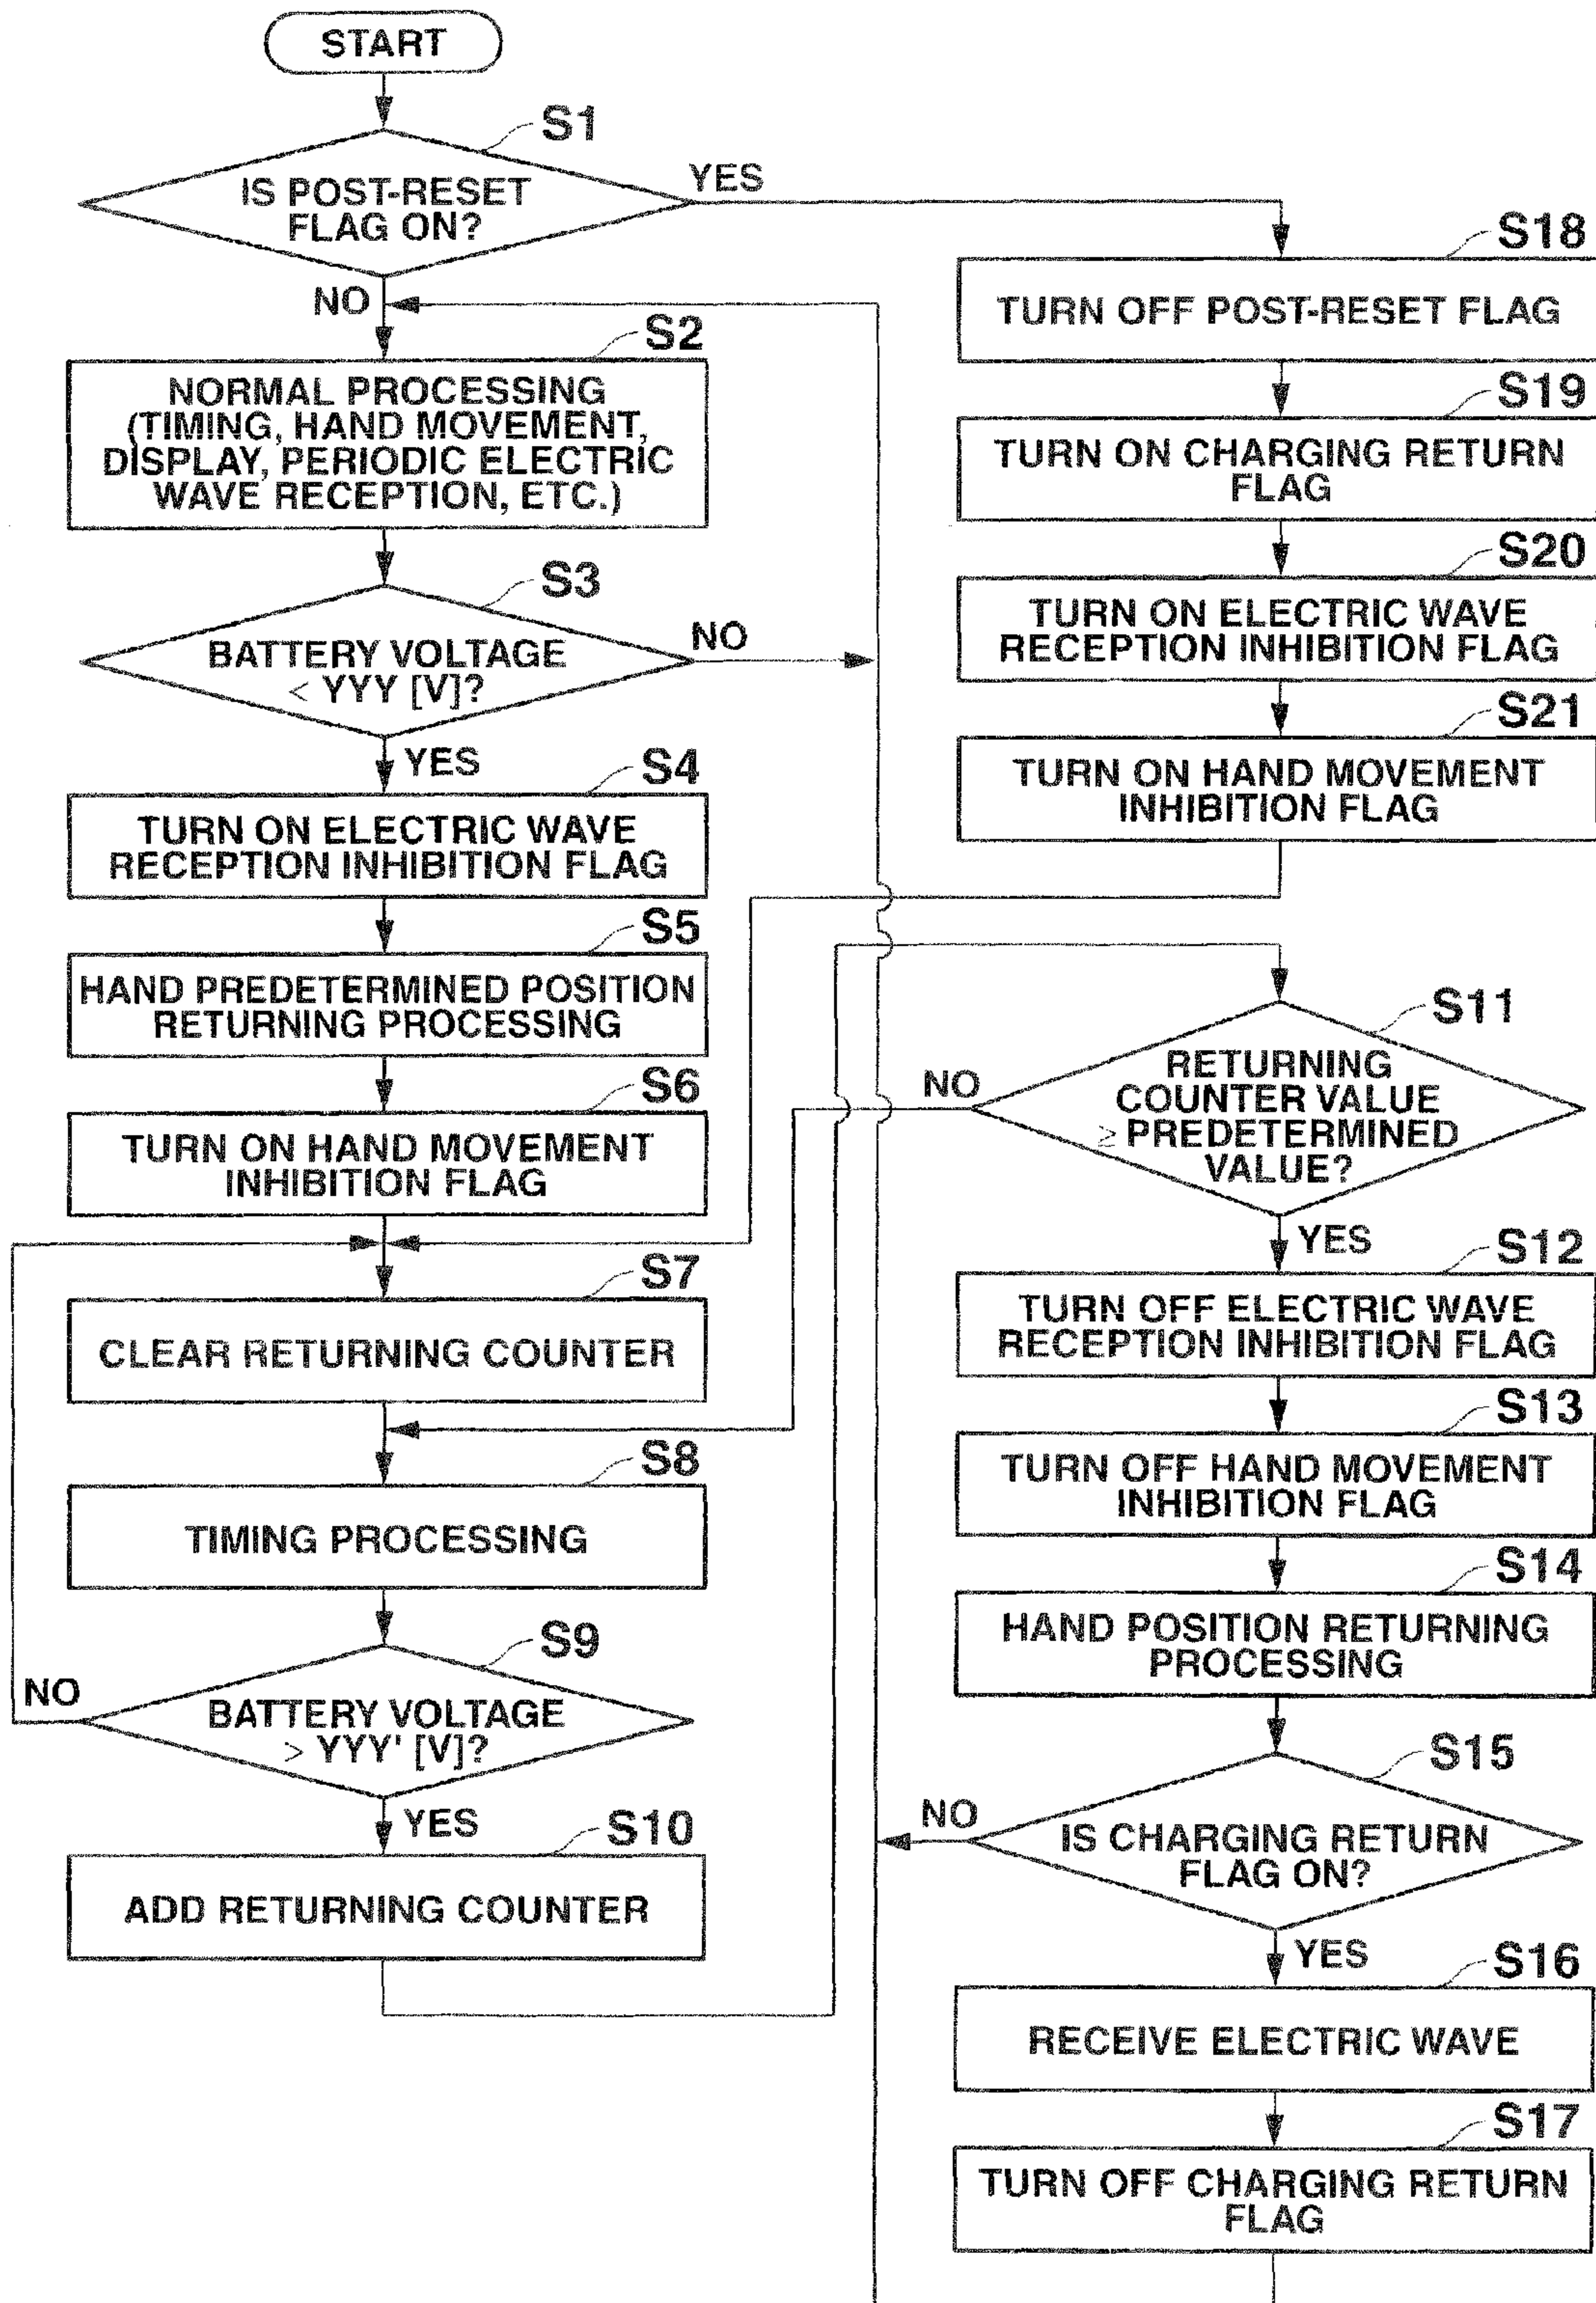 START
S1
IS POST-RESET
FLAG ON?
YES
NO
S2
NORMAL PROCESSING
(TIMING, HAND MOVEMENT,
DISPLAY, PERIODIC ELECTRIC
WAVE RECEPTION, ETC.)
S3
BATTERY VOLTAGE
< YYY [V]?
NO
YES
S4
TURN ON ELECTRIC WAVE
RECEPTION INHIBITION FLAG
S5
HAND PREDETERMINED POSITION
RETURNING PROCESSING
S6
TURN ON HAND MOVEMENT
INHIBITION FLAG
S7
CLEAR RETURNING COUNTER
S8
TIMING PROCESSING
S9
NO
BATTERY VOLTAGE
> YYY' [V]?
YES
S10
ADD RETURNING COUNTER
S18
TURN OFF POST-RESET FLAG
S19
TURN ON CHARGING RETURN
FLAG
S20
TURN ON ELECTRIC WAVE
RECEPTION INHIBITION FLAG
S21
TURN ON HAND MOVEMENT
INHIBITION FLAG
S11
NO
RETURNING
COUNTER VALUE
≥ PREDETERMINED
VALUE?
YES
S12
TURN OFF ELECTRIC WAVE
RECEPTION INHIBITION FLAG
S13
TURN OFF HAND MOVEMENT
INHIBITION FLAG
S14
HAND POSITION RETURNING
PROCESSING
S15
NO
IS CHARGING RETURN
FLAG ON?
YES
S16
RECEIVE ELECTRIC WAVE
S17
TURN OFF CHARGING RETURN
FLAG